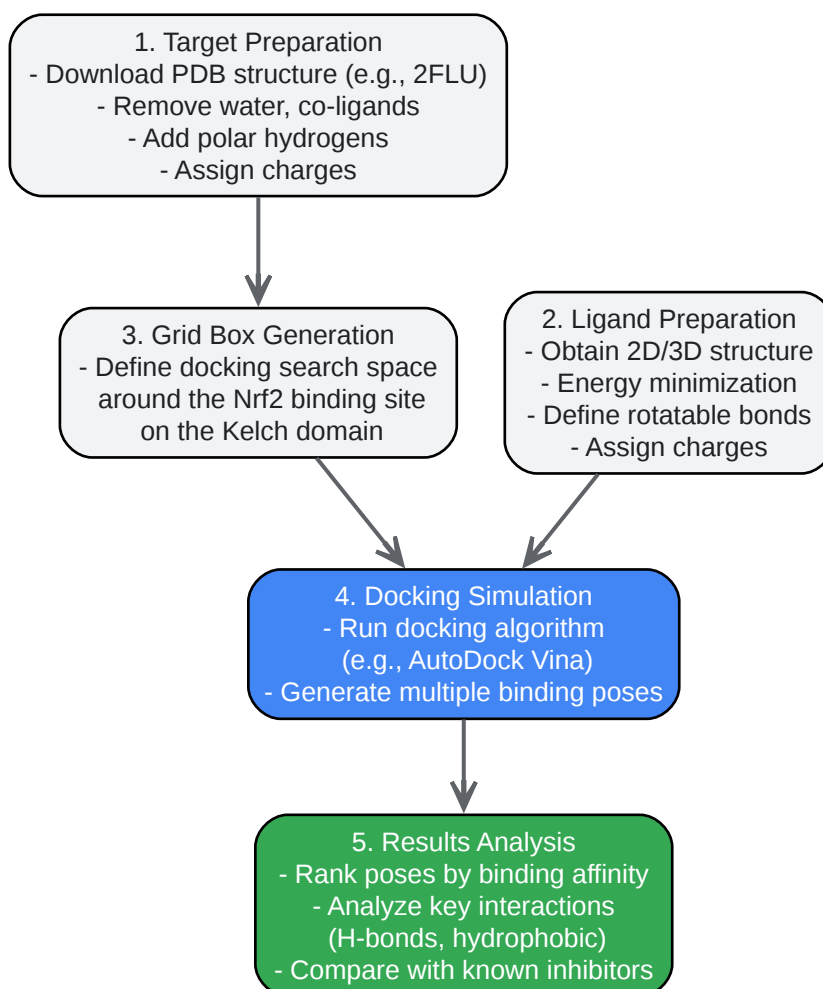 1. Target Preparation
- Download PDB structure (e.g., 2FLU)
- Remove water, co-ligands
- Add polar hydrogens
- Assign charges
3. Grid Box Generation
- Define docking search space
around the Nrf2 binding site
on the Kelch domain
2. Ligand Preparation
- Obtain 2D/3D structure
- Energy minimization
- Define rotatable bonds
- Assign charges
4. Docking Simulation
- Run docking algorithm
(e.g., AutoDock Vina)
- Generate multiple binding poses
5. Results Analysis
- Rank poses by binding affinity
- Analyze key interactions
(H-bonds, hydrophobic)
- Compare with known inhibitors